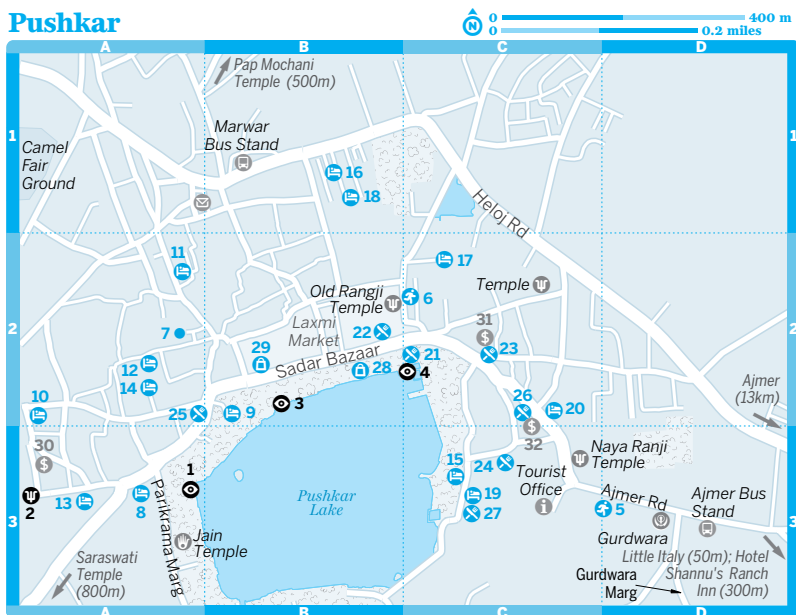 Pushkar
N
0 400 m
0 0.2 miles
A B C D
1
Pap Mochani
Temple (500m)
Marwar
Bus Stand
Camel
Fair
Ground
16
18
Heloj Rd
11
17
Temple
Old Rangji
Temple
6
Laxmi
Market
22
31
7
29
Sadar Bazaar
21
23
2
2
12
28
4
14
Ajmer
(13km)
10
25
9
3
26
20
30
32
1
15
24
Naya Ranji
Temple
Tourist
Office
2
13
8
Pushkar
Lake
19
27
5
Ajmer Rd
Ajmer Bus
Stand
3
3
Parikrama Marg
Jain
Temple
Gurdwara
Saraswati
Temple
(800m)
Little Italy (50m); Hotel
Shannu's Ranch
Inn (300m)
Gurdwara
Marg
1
A B C D